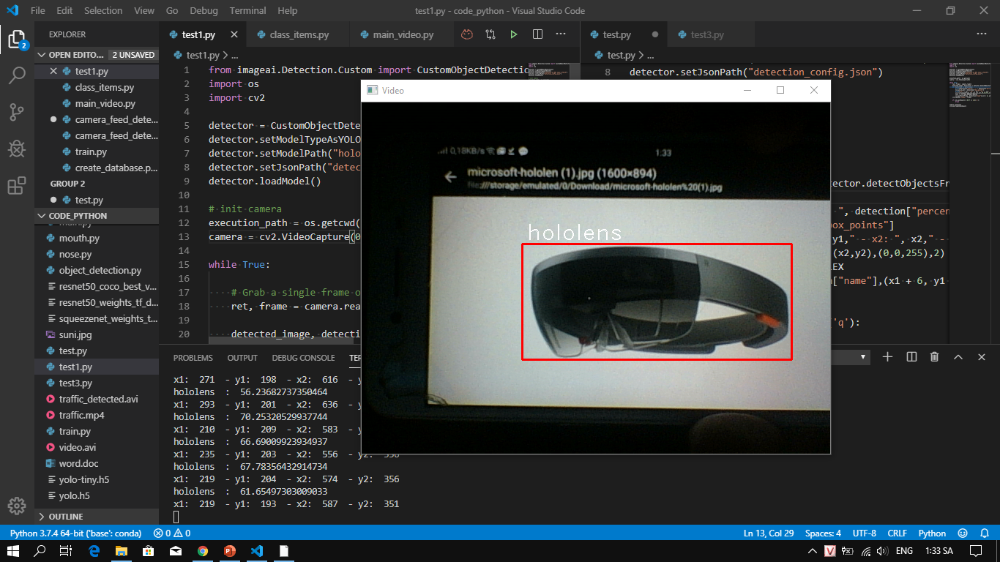 File Edit Selection View Go Debug Terminal Help
test1.py - code_python - Visual Studio Code
EXPLORER
OPEN EDITO... 2 UNSAVED
test1.py
class_items.py
main_video.py
camera_feed_dete...
camera_feed_dete...
train.py
create_database.p...
GROUP 2
test.py
CODE_PYTHON
mouth.py
nose.py
object_detection.py
resnet50_coco_best_v...
resnet50_weights_tf_d...
squeezenet_weights_t...
suni.jpg
test.py
test1.py
test3.py
traffic_detected.avi
traffic.mp4
train.py
video.avi
word.doc
yolo-tiny.h5
yolo.h5
OUTLINE
2
test1.py class_items.py main_video.py
test1.py > ...
1 from imageai.Detection.Custom import CustomObjectDetectio
2 import os
3 import cv2
4
5 detector = CustomObjectDete
6 detector.setModelTypeAsYOLO
7 detector.setModelPath("holo
8 detector.setJsonPath("detec
9 detector.loadModel()
10
11 # init camera
12 execution_path = os.getcwd(
13 camera = cv2.VideoCapture(0
14
15 while True:
16
17 # Grab a single frame o
18 ret, frame = camera.rea
19
20 detected_image, detecti
test.py test3.py
test.py > ...
8 detector.setJsonPath("detection_config.json")
tector.detectObjectsFr
", detection["percen
ox_points"]
y1," - x2: ", x2," -
(x2,y2),(0,0,255),2)
LEX
n["name"],(x1 + 6, y1
'q'):
Video
0,18KB/s 1:33
microsoft-hololen (1).jpg (1600×894)
file:///storage/emulated/0/Download/microsoft-hololen%20(1).jpg
hololens
PROBLEMS OUTPUT DEBUG CONSOLE TE
x1: 271 - y1: 198 - x2: 616 - y
hololens : 56.23682737350464
x1: 293 - y1: 201 - x2: 636 - y
hololens : 70.25320529937744
x1: 210 - y1: 209 - x2: 583 - y
hololens : 66.69009923934937
x1: 235 - y1: 203 - x2: 556 - y2: 356
hololens : 67.78356432914734
x1: 219 - y1: 204 - x2: 574 - y2: 356
hololens : 61.65497303009033
x1: 219 - y1: 193 - x2: 587 - y2: 351
Python 3.7.4 64-bit ('base': conda) 0 0 Ln 13, Col 29 Spaces: 4 UTF-8 CRLF Python
V ENG 1:33 SA